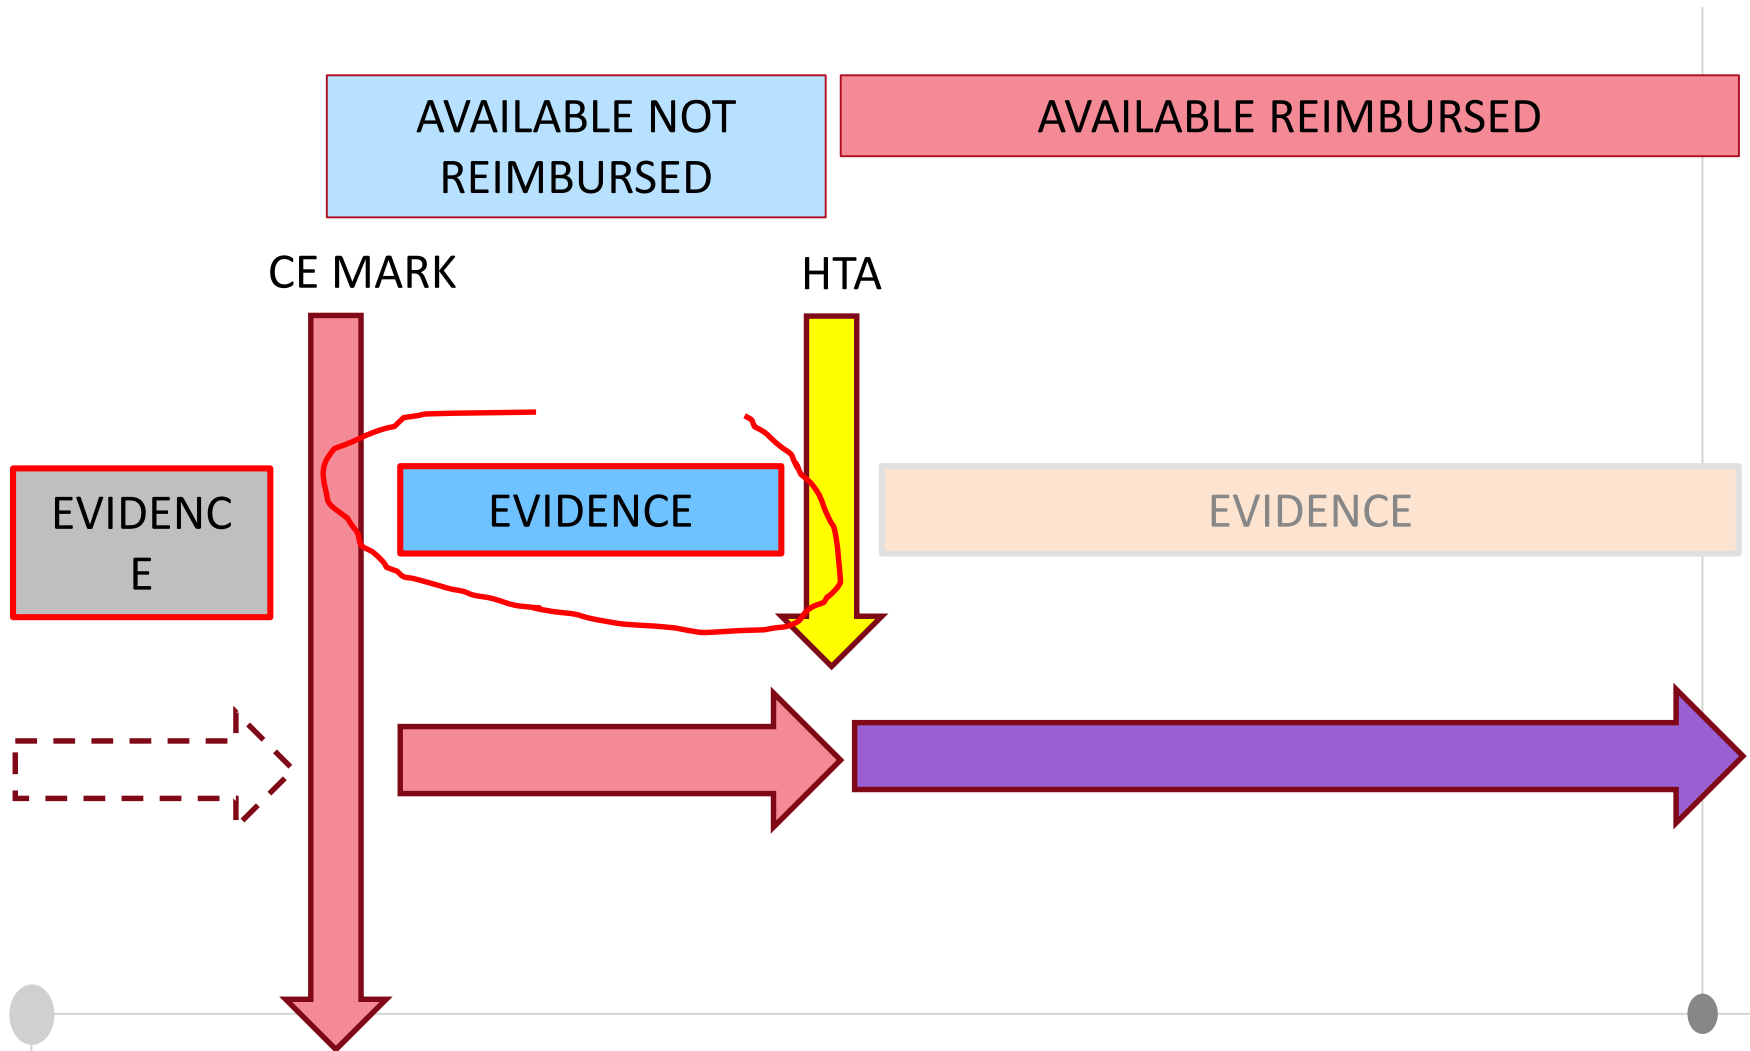 AVAILABLE NOT
REIMBURSED
AVAILABLE REIMBURSED
CE MARK
HTA
EVIDENC
E
EVIDENCE
EVIDENCE